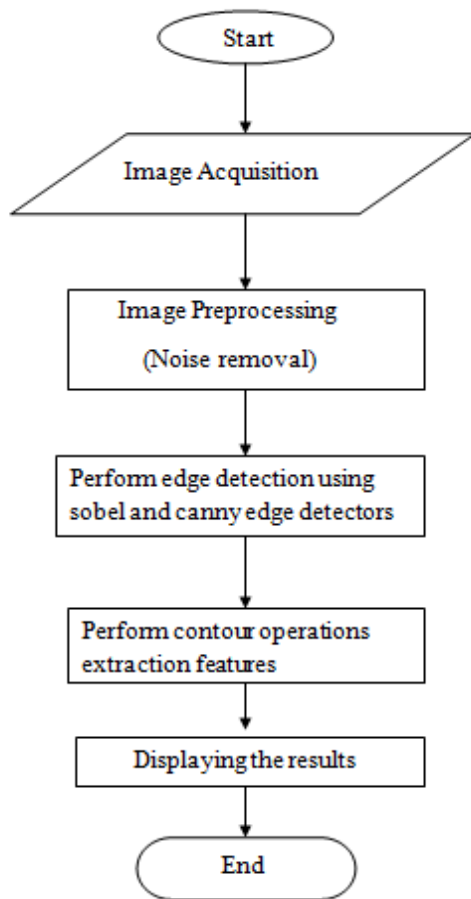 Start
Image Acquisition
Image Preprocessing
(Noise removal)
Perform edge detection using
sobel and canny edge detectors
Perform contour operations
extraction features
Displaying the results
End